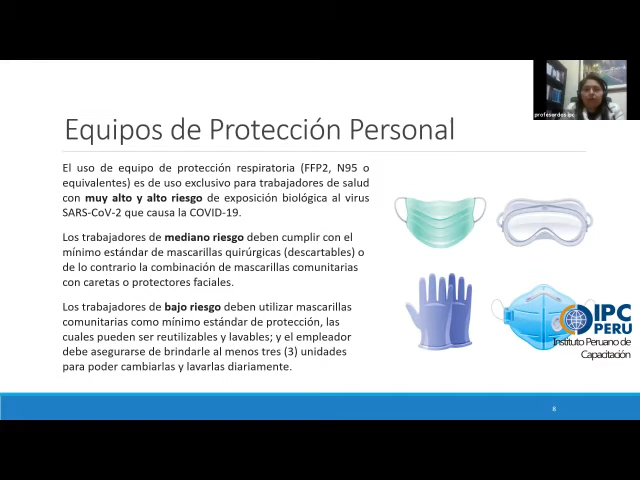 Equipos de Protección Personal
El uso de equipo de protección respiratoria (FFP2, N95 o
equivalentes) es de uso exclusivo para trabajadores de salud
con muy alto y alto riesgo de exposición biológica al virus
SARS-CoV-2 que causa la COVID-19.
Los trabajadores de mediano riesgo deben cumplir con el
mínimo estándar de mascarillas quirúrgicas (descartables) o
de lo contrario la combinación de mascarillas comunitarias
con caretas o protectores faciales.
Los trabajadores de bajo riesgo deben utilizar mascarillas
comunitarias como mínimo estándar de protección, las
cuales pueden ser reutilizables y lavables; y el empleador
debe asegurarse de brindarle al menos tres (3) unidades
para poder cambiarlas y lavarlas diariamente.
IPC
PERU
Instituto Peruano de
Capacitación
8